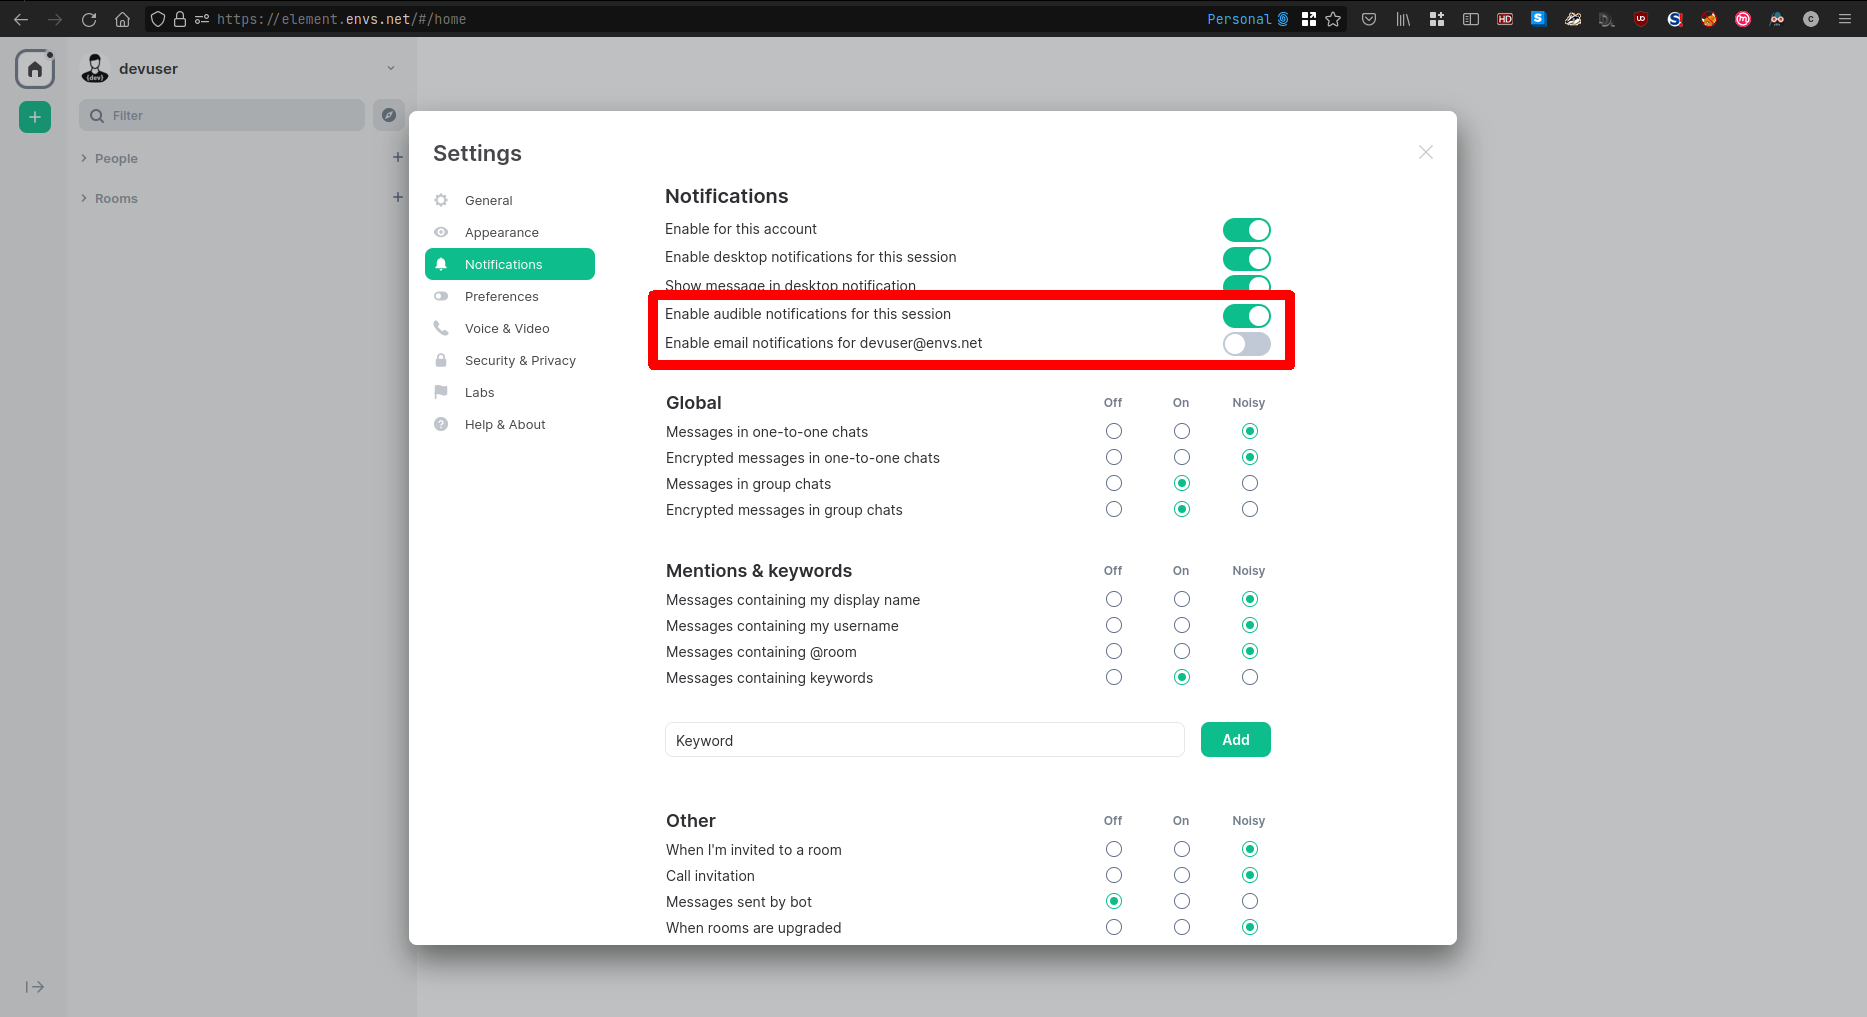 https://element.envs.net/#/home
Personal
devuser
Filter
People
Rooms
Settings
General
Appearance
Notifications
Preferences
Voice & Video
Security & Privacy
Labs
Help & About
Notifications
Enable for this account
Enable desktop notifications for this session
Show message in desktop notification
Enable audible notifications for this session
Enable email notifications for devuser@envs.net
Global Off On Noisy
Messages in one-to-one chats
Encrypted messages in one-to-one chats
Messages in group chats
Encrypted messages in group chats
Mentions & keywords Off On Noisy
Messages containing my display name
Messages containing my username
Messages containing @room
Messages containing keywords
Keyword
Add
Other Off On Noisy
When I'm invited to a room
Call invitation
Messages sent by bot
When rooms are upgraded